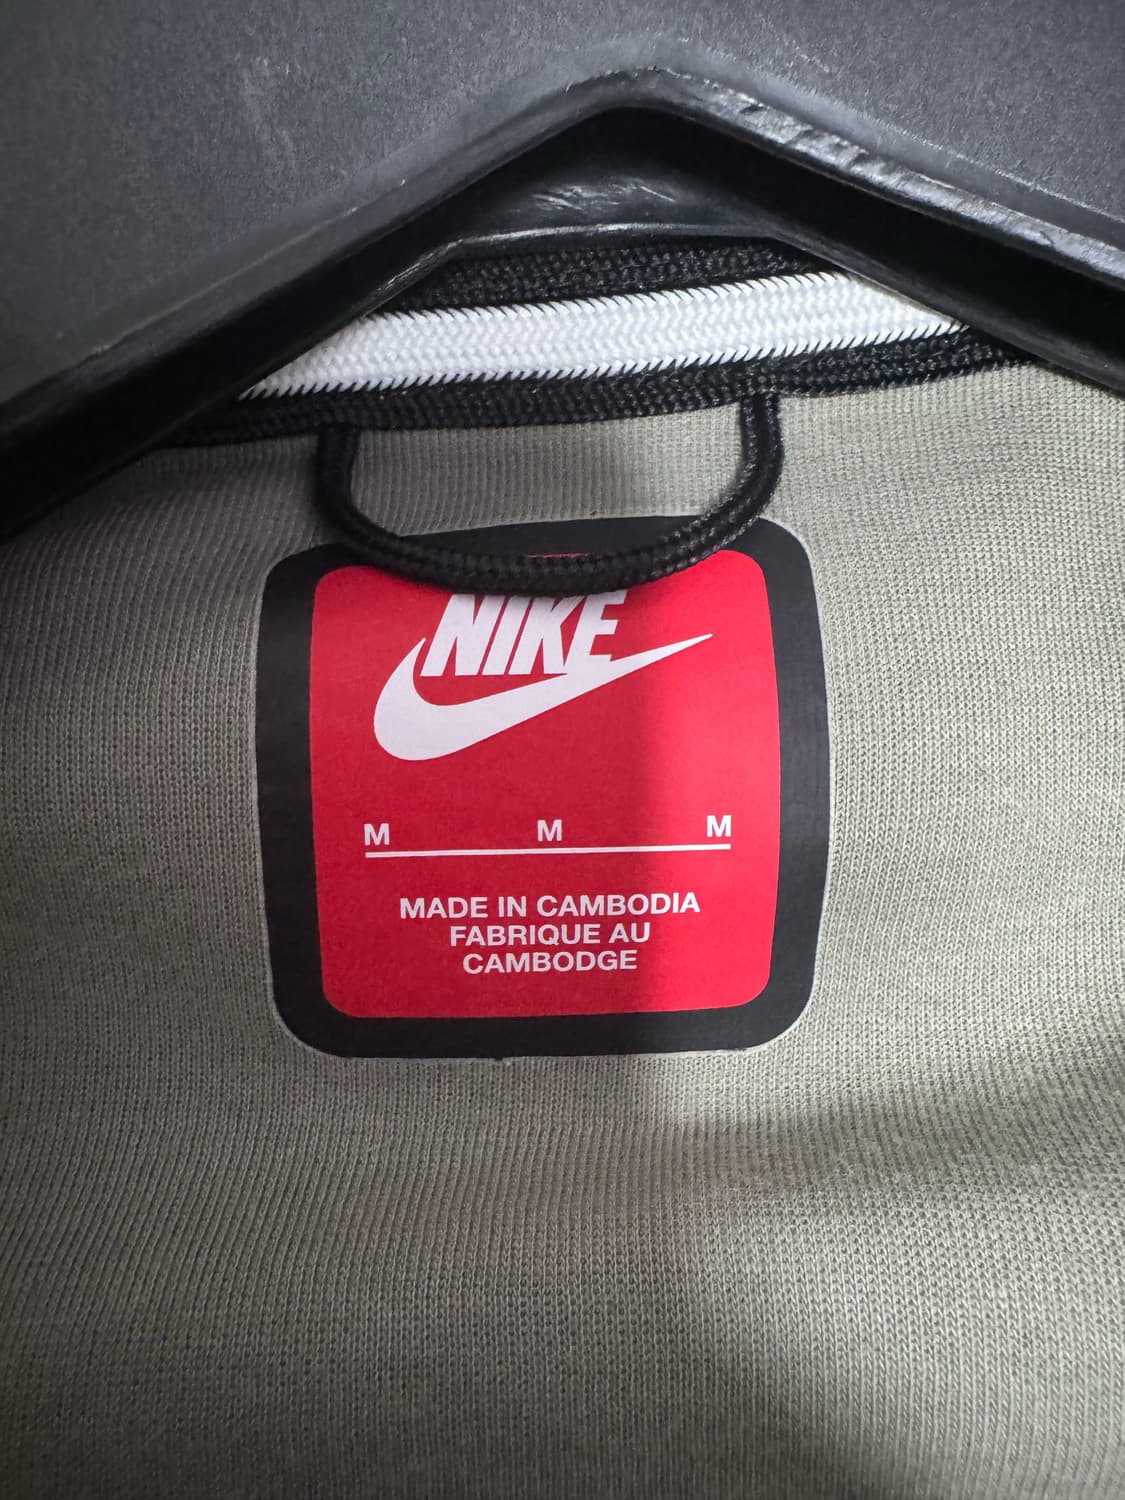 NIKE
M M M
MADE IN CAMBODIA
FABRIQUE AU
CAMBODGE